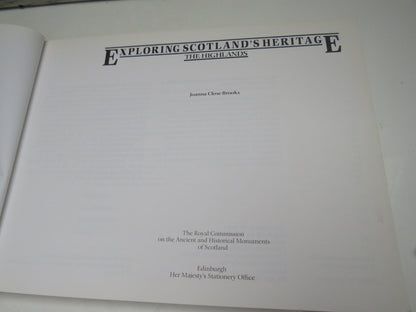 EXPLORING SCOTLAND'S HERITAGE
THE HIGHLANDS
Joanna Close-Brooks
The Royal Commission
on the Ancient and Historical Monuments
of Scotland
Edinburgh
Her Majesty's Stationery Office